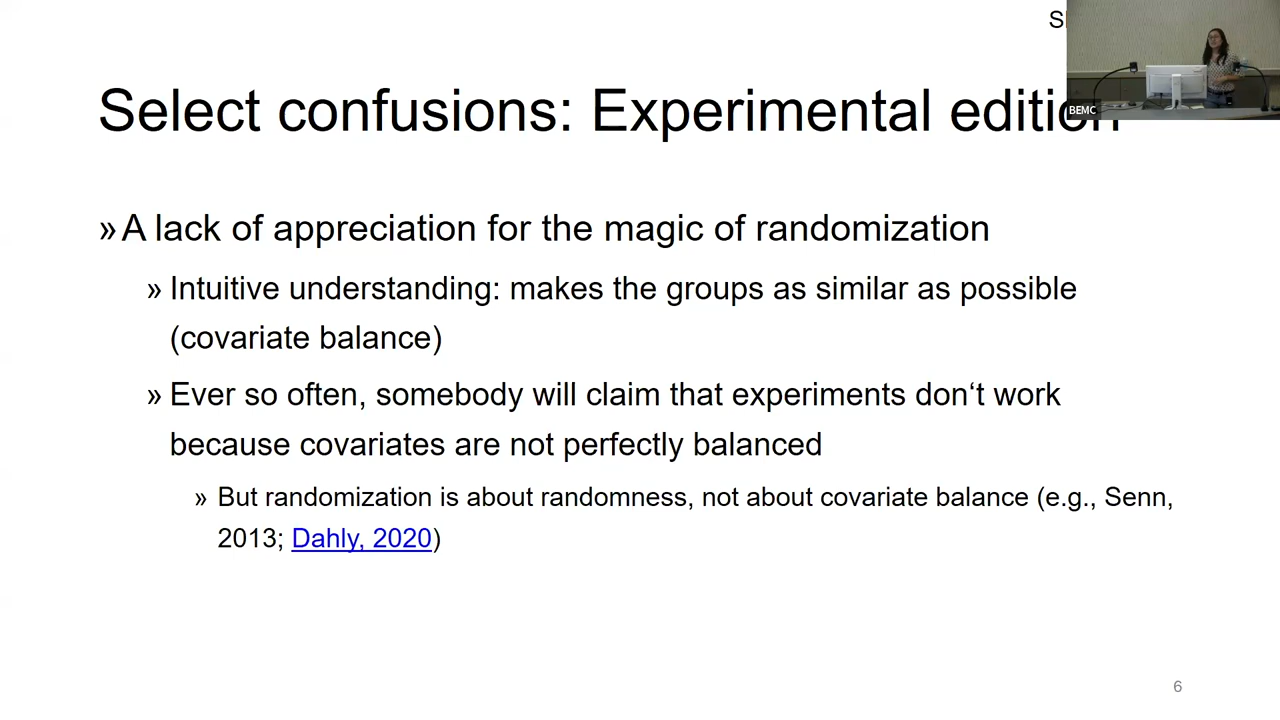 Select confusions: Experimental edition
BEMC
» A lack of appreciation for the magic of randomization
» Intuitive understanding: makes the groups as similar as possible
(covariate balance)
» Ever so often, somebody will claim that experiments don‘t work
because covariates are not perfectly balanced
» But randomization is about randomness, not about covariate balance (e.g., Senn,
2013; Dahly, 2020)
6